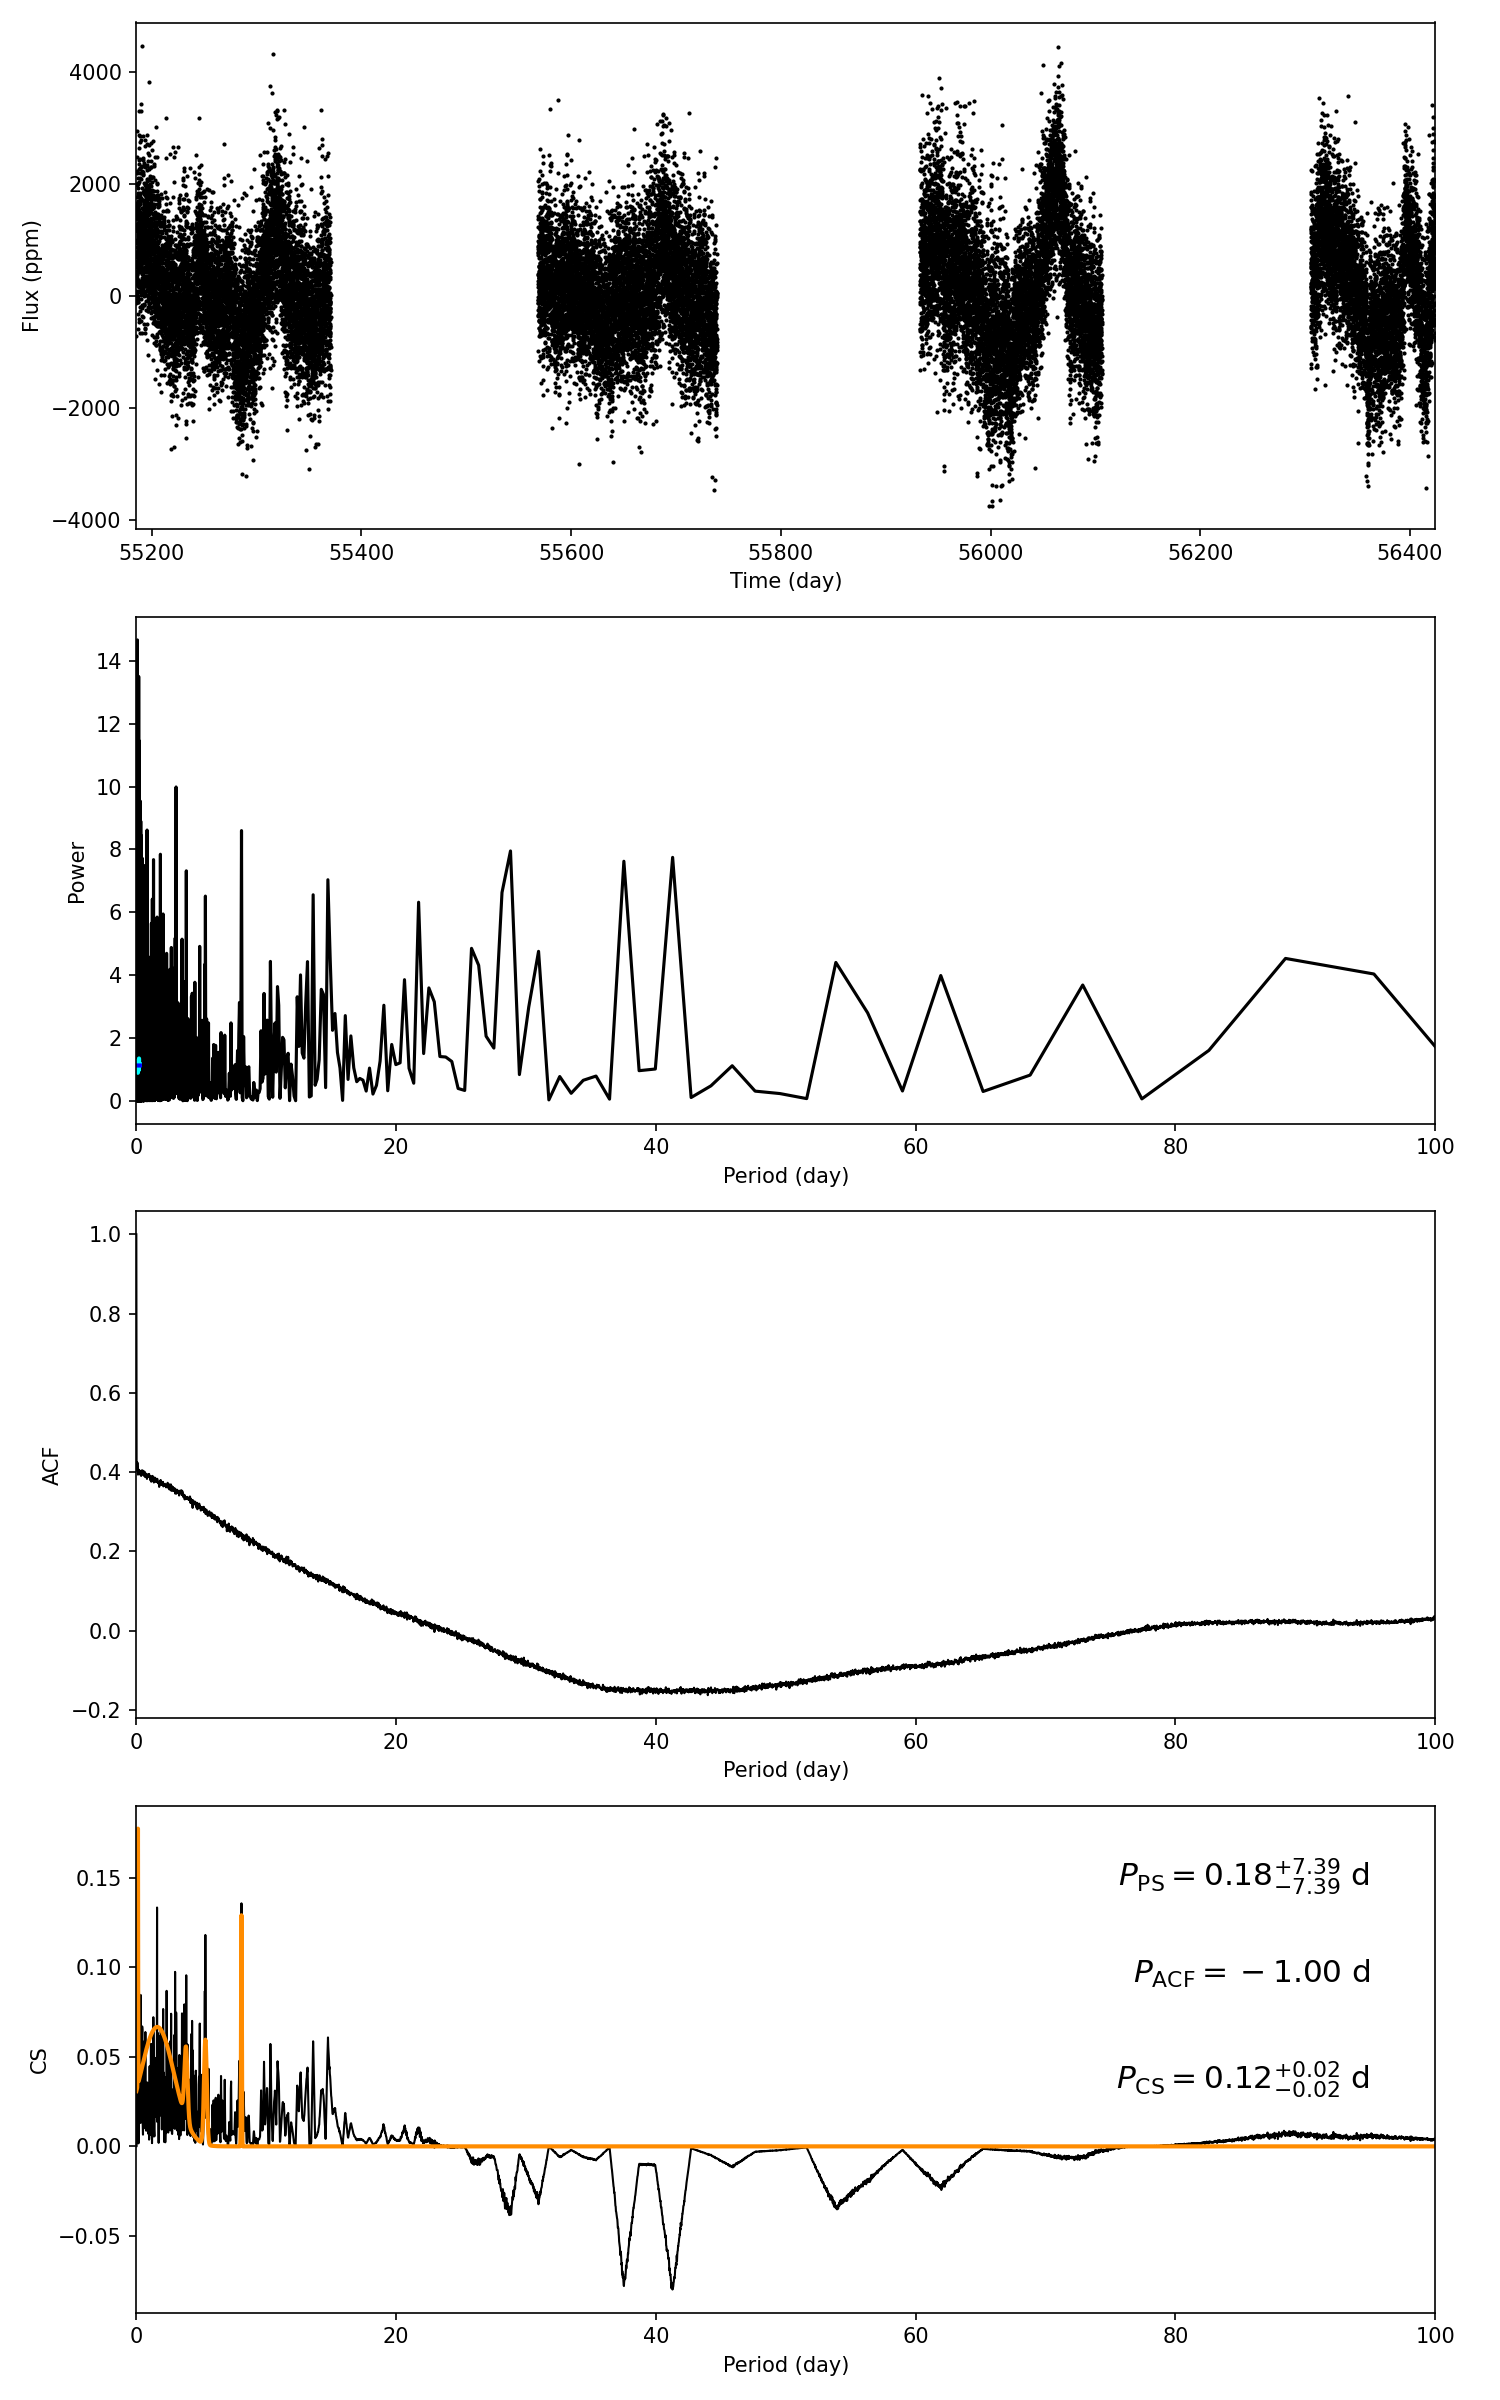 4000
2000
0
−2000
−4000
Flux (ppm)
55200 55400 55600 55800 56000 56200 56400
Time (day)
14
12
10
8
6
4
2
0
Power
0 20 40 60 80 100
Period (day)
1.0
0.8
0.6
0.4
0.2
0.0
−0.2
ACF
0 20 40 60 80 100
Period (day)
0.15
0.10
0.05
0.00
−0.05
CS
P_PS = 0.18 +7.39 −7.39 d
P_ACF = − 1.00 d
P_CS = 0.12 +0.02 −0.02 d
0 20 40 60 80 100
Period (day)